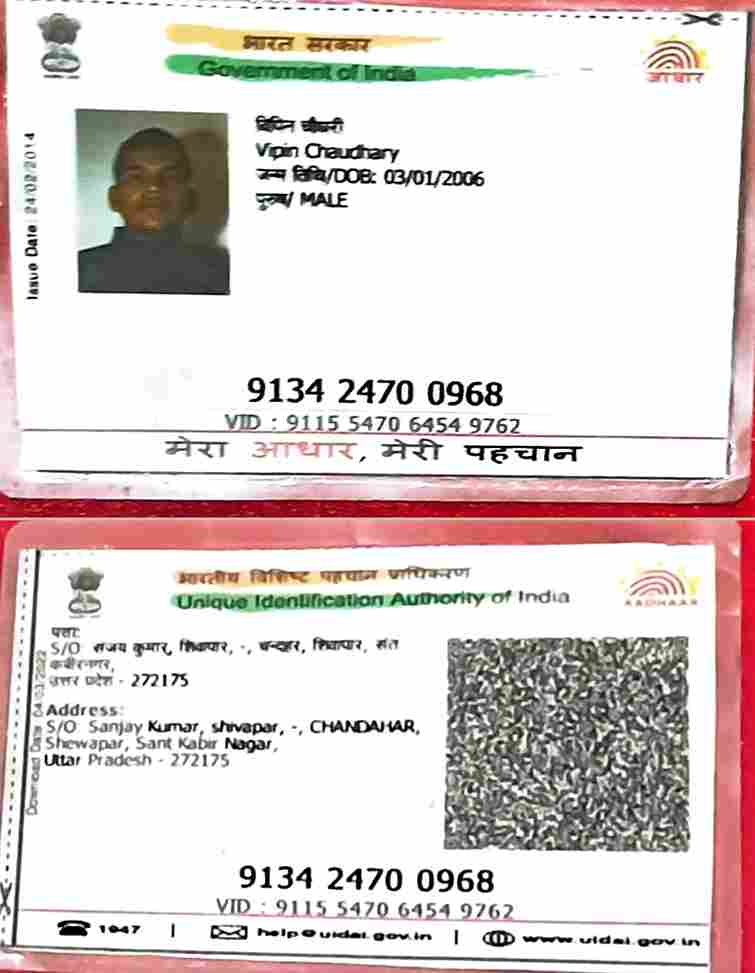 भारत सरकार
Government of India
आधार
Issue Date: 24/02/2014
विपिन चौधरी
Vipin Chaudhary
जन्म तिथि/DOB: 03/01/2006
पुरुष/ MALE
9134 2470 0968
VID : 9115 5470 6454 9762
मेरा आधार, मेरी पहचान
भारतीय विशिष्ट पहचान प्राधिकरण
Unique Identification Authority of India
AADHAAR
Download Date: 04/03/2022
पता:
S/O: संजय कुमार, शिवापार, -, चन्दहर, शिवापार, संत
कबीरनगर,
उत्तर प्रदेश - 272175
Address:
S/O: Sanjay Kumar, shivapar, -, CHANDAHAR,
Shewapar, Sant Kabir Nagar,
Uttar Pradesh - 272175
9134 2470 0968
VID : 9115 5470 6454 9762
1947 | help@uidai.gov.in | www.uidai.gov.in